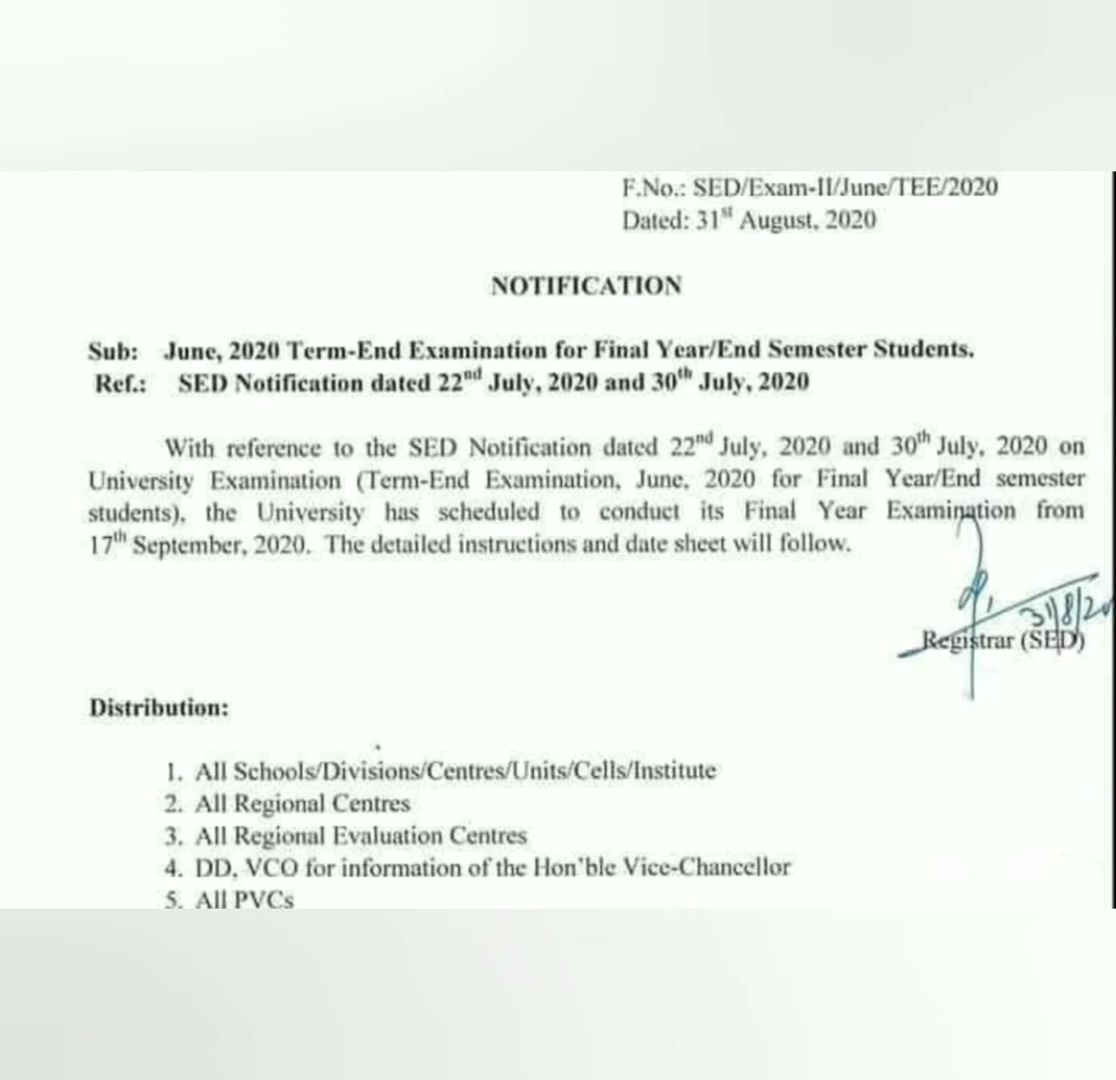 F.No.: SED/Exam-II/June/TEE/2020
Dated: 31st August, 2020
NOTIFICATION
Sub: June, 2020 Term-End Examination for Final Year/End Semester Students.
Ref.: SED Notification dated 22nd July, 2020 and 30th July, 2020
With reference to the SED Notification dated 22nd July, 2020 and 30th July, 2020 on
University Examination (Term-End Examination, June, 2020 for Final Year/End semester
students), the University has scheduled to conduct its Final Year Examination from
17th September, 2020. The detailed instructions and date sheet will follow.
31/8/20
Registrar (SED)
Distribution:
1. All Schools/Divisions/Centres/Units/Cells/Institute
2. All Regional Centres
3. All Regional Evaluation Centres
4. DD, VCO for information of the Hon'ble Vice-Chancellor
5. All PVCs